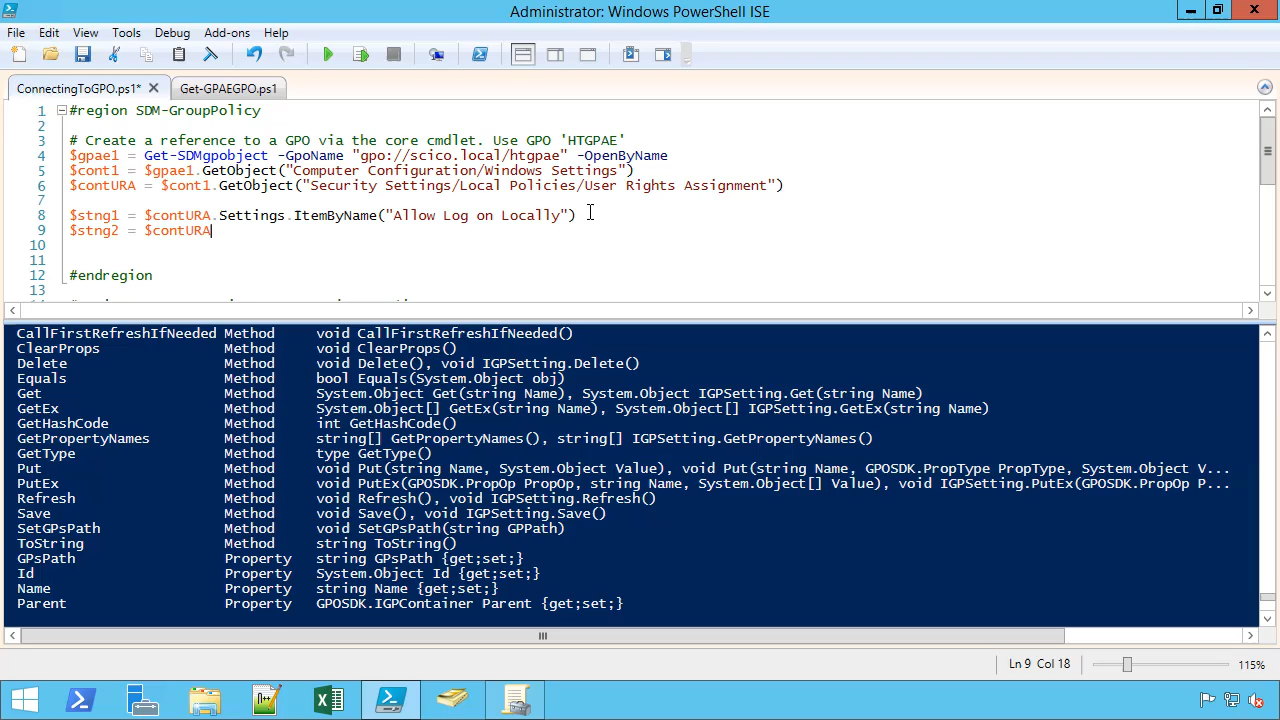 Administrator: Windows PowerShell ISE
File Edit View Tools Debug Add-ons Help
ConnectingToGPO.ps1* Get-GPAEGPO.ps1
1 #region SDM-GroupPolicy
2
3 # Create a reference to a GPO via the core cmdlet. Use GPO 'HTGPAE'
4 $gpae1 = Get-SDMgpobject -GpoName "gpo://scico.local/htgpae" -OpenByName
5 $cont1 = $gpae1.GetObject("Computer Configuration/Windows Settings")
6 $contURA = $cont1.GetObject("Security Settings/Local Policies/User Rights Assignment")
7
8 $stng1 = $contURA.Settings.ItemByName("Allow Log on Locally")
9 $stng2 = $contURA
10
11
12 #endregion
13
CallFirstRefreshIfNeeded Method void CallFirstRefreshIfNeeded()
ClearProps Method void ClearProps()
Delete Method void Delete(), void IGPSetting.Delete()
Equals Method bool Equals(System.Object obj)
Get Method System.Object Get(string Name), System.Object IGPSetting.Get(string Name)
GetEx Method System.Object[] GetEx(string Name), System.Object[] IGPSetting.GetEx(string Name)
GetHashCode Method int GetHashCode()
GetPropertyNames Method string[] GetPropertyNames(), string[] IGPSetting.GetPropertyNames()
GetType Method type GetType()
Put Method void Put(string Name, System.Object Value), void Put(string Name, GPOSDK.PropType PropType, System.Object V...
PutEx Method void PutEx(GPOSDK.PropOp PropOp, string Name, System.Object[] Value), void IGPSetting.PutEx(GPOSDK.PropOp P...
Refresh Method void Refresh(), void IGPSetting.Refresh()
Save Method void Save(), void IGPSetting.Save()
SetGPsPath Method void SetGPsPath(string GPPath)
ToString Method string ToString()
GPsPath Property string GPsPath {get;set;}
Id Property System.Object Id {get;set;}
Name Property string Name {get;set;}
Parent Property GPOSDK.IGPContainer Parent {get;set;}
Ln 9 Col 18 115%